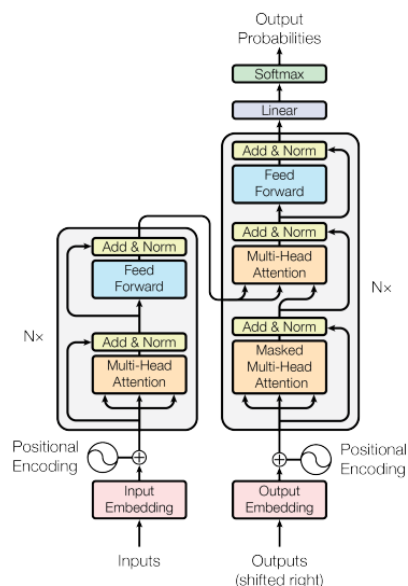 Output
Probabilities
Softmax
Linear
Add & Norm
Feed
Forward
Add & Norm
Multi-Head
Attention
Nx
Add & Norm
Masked
Multi-Head
Attention
Positional
Encoding
Output
Embedding
Outputs
(shifted right)
Add & Norm
Feed
Forward
Nx
Add & Norm
Multi-Head
Attention
Positional
Encoding
Input
Embedding
Inputs